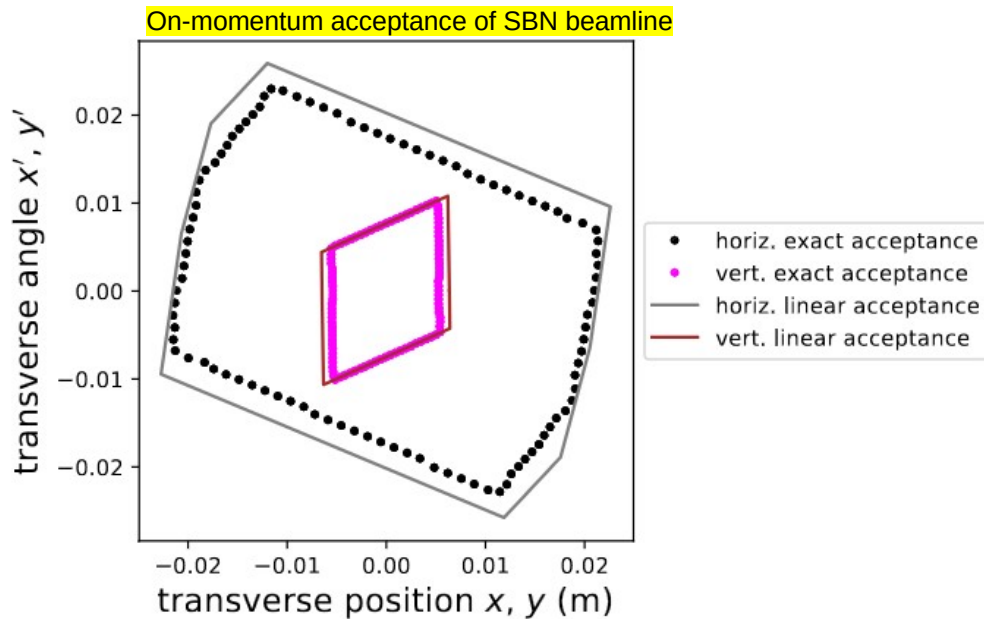 On-momentum acceptance of SBN beamline
transverse angle x′, y′
0.02
0.01
0.00
−0.01
−0.02
−0.02 −0.01 0.00 0.01 0.02
transverse position x, y (m)
horiz. exact acceptance
vert. exact acceptance
horiz. linear acceptance
vert. linear acceptance